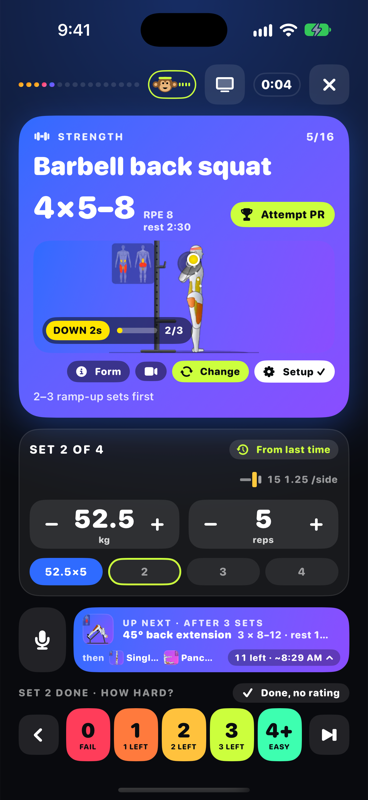 9:41
0:04
STRENGTH 5/16
Barbell back squat
4×5–8 RPE 8
rest 2:30
Attempt PR
DOWN 2s 2/3
Form Change Setup ✓
2–3 ramp-up sets first
SET 2 OF 4 From last time
15 1.25 /side
− 52.5 + − 5 +
kg reps
52.5×5 2 3 4
UP NEXT · AFTER 3 SETS
45° back extension 3 × 8–12 · rest 1...
then Singl... Panc... 11 left · ~8:29 AM
SET 2 DONE · HOW HARD? ✓ Done, no rating
0 1 2 3 4+
FAIL 1 LEFT 2 LEFT 3 LEFT EASY